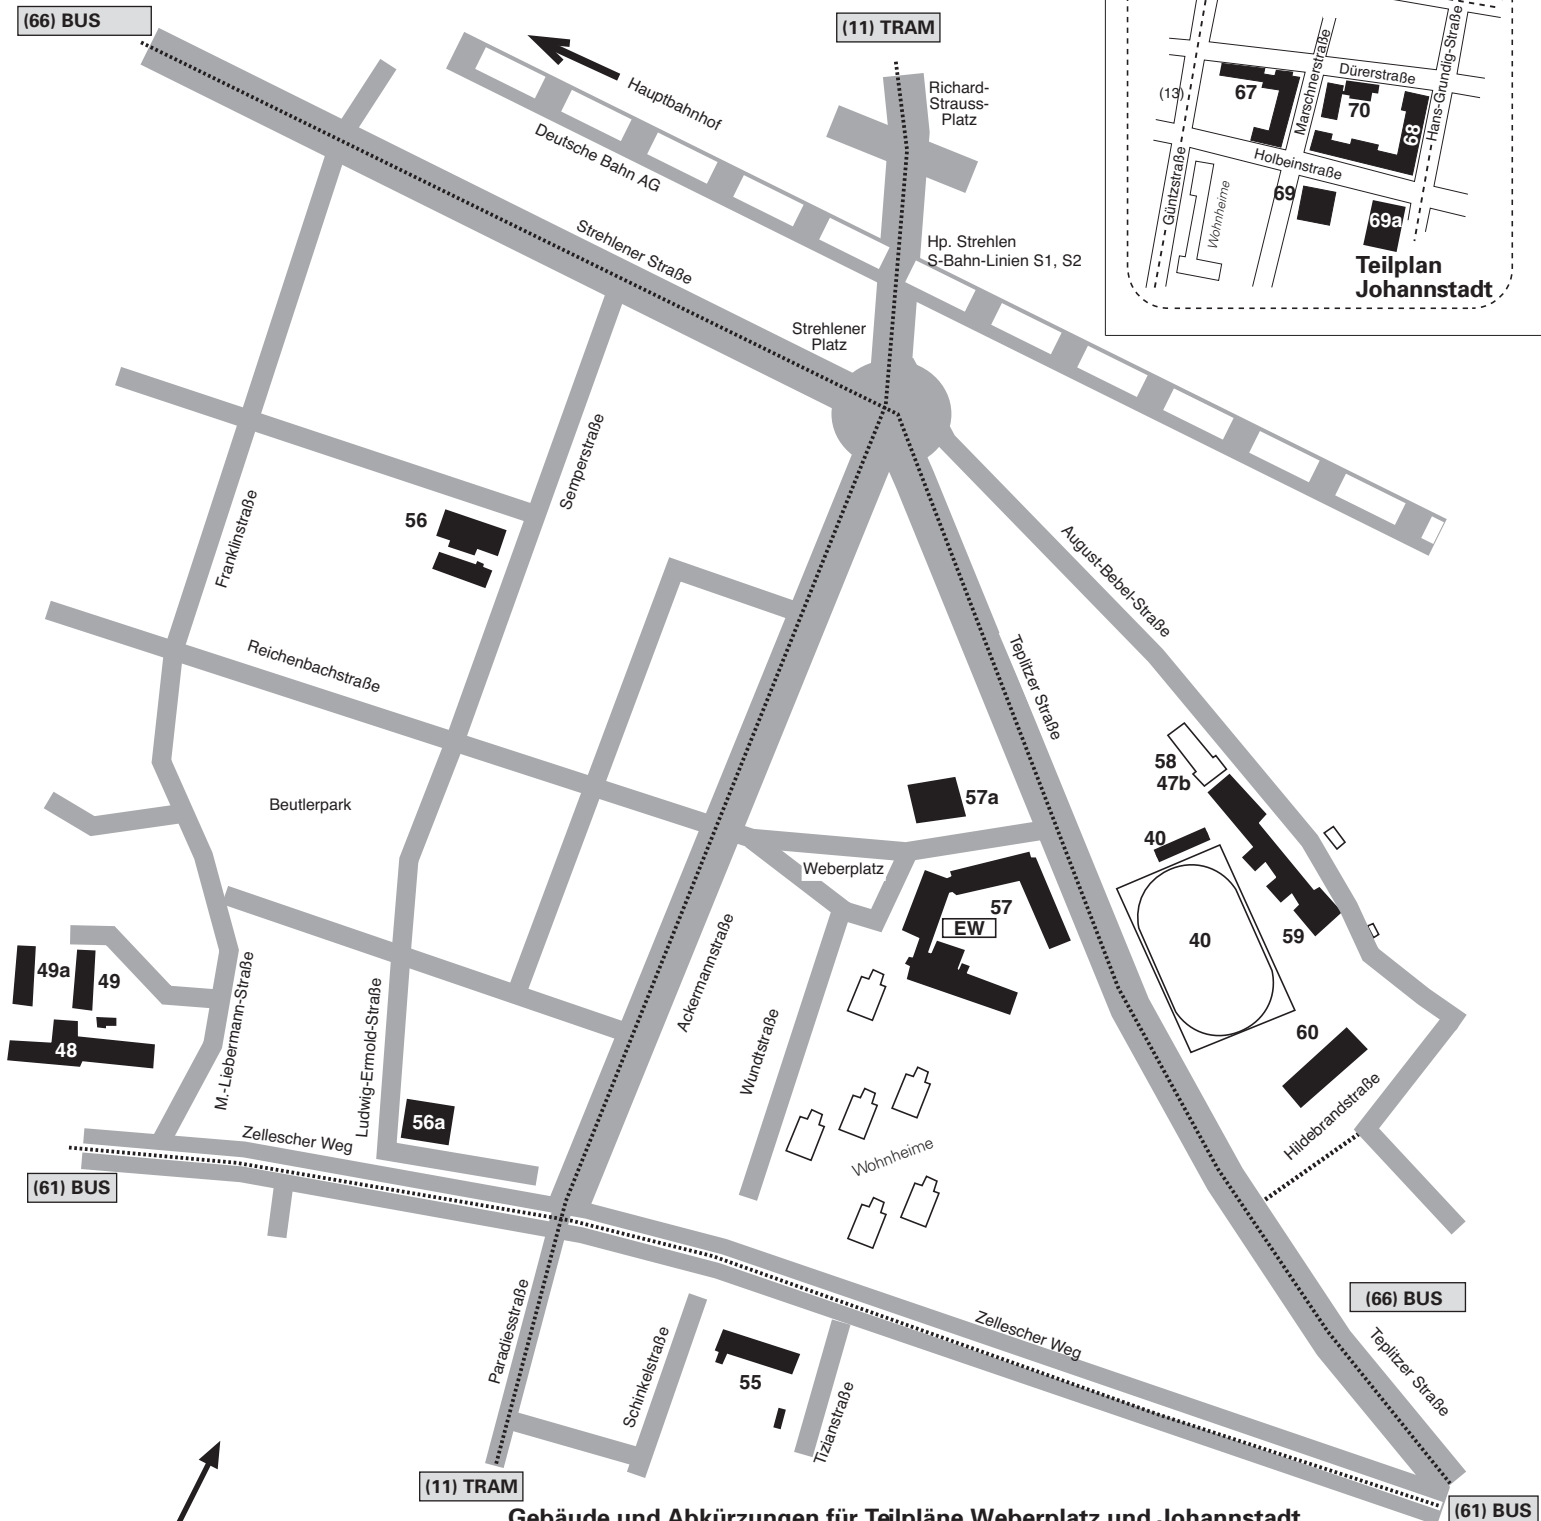 (66) BUS
(11) TRAM
Hauptbahnhof
Deutsche Bahn AG
Richard-
Strauss-
Platz
Strehlener Straße
Hp. Strehlen
S-Bahn-Linien S1, S2
Strehlener
Platz
(13)
67
Marschnerstraße
Dürerstraße
70
68
Hans-Grundig-Straße
Holbeinstraße
Güntzstraße
Wohnheime
69
69a
Teilplan
Johannstadt
Semperstraße
Franklinstraße
56
August-Bebel-Straße
Reichenbachstraße
Teplitzer Straße
58
47b
57a
Beutlerpark
40
Weberplatz
57
EW
40
59
Ackermannstraße
49a
49
48
M.-Liebermann-Straße
Ludwig-Ermold-Straße
Wundtstraße
60
Hildebrandstraße
56a
Zellescher Weg
Wohnheime
(61) BUS
(66) BUS
Paradiesstraße
Schinkelstraße
55
Tizianstraße
Zellescher Weg
Teplitzer Straße
(11) TRAM
(61) BUS
Gebäude und Abkürzungen für Teilpläne Weberplatz und Johannstadt